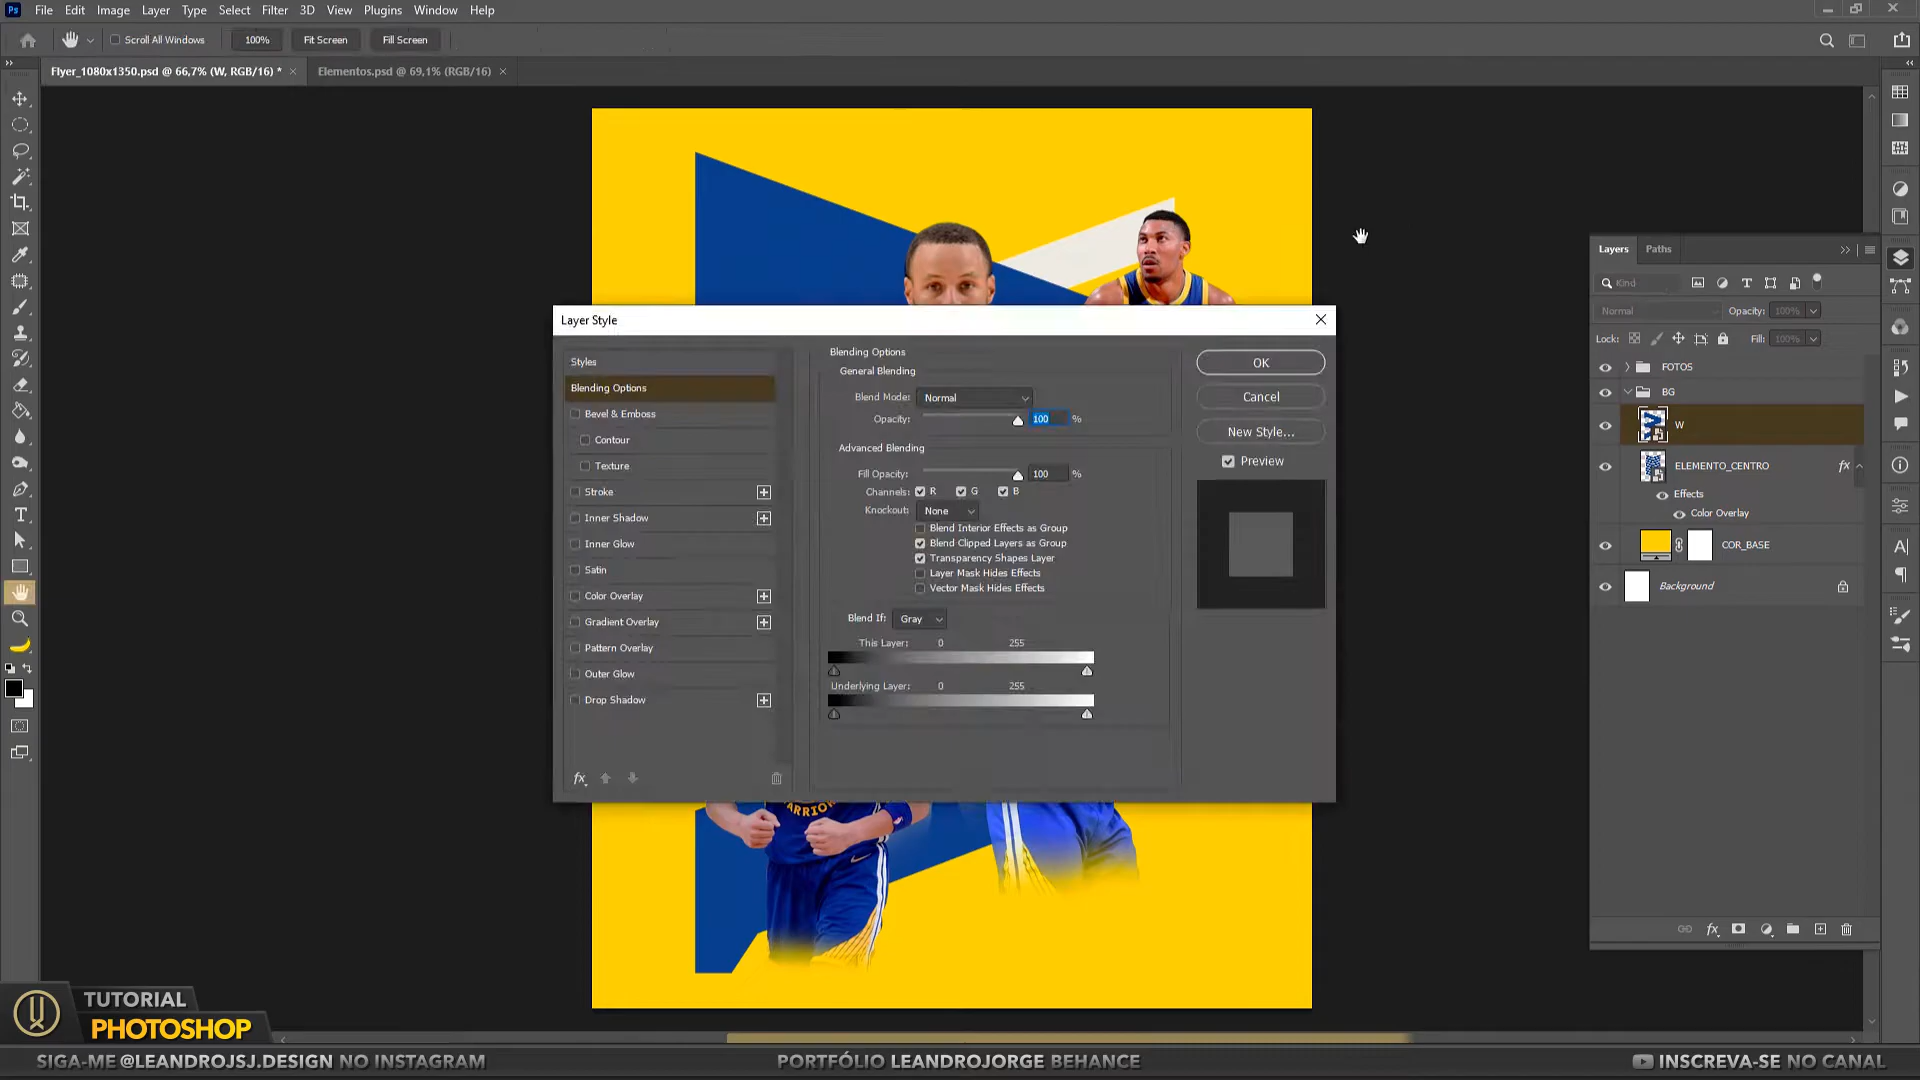 Ps File Edit Image Layer Type Select Filter 3D View Plugins Window Help
Scroll All Windows 100% Fit Screen Fill Screen
Flyer_1080x1350.psd @ 66,7% (W, RGB/16) * × Elementos.psd @ 69,1% (RGB/16) ×
Layer Style
Styles
Blending Options
Bevel & Emboss
Contour
Texture
Stroke
Inner Shadow
Inner Glow
Satin
Color Overlay
Gradient Overlay
Pattern Overlay
Outer Glow
Drop Shadow
fx
Blending Options
General Blending
Blend Mode: Normal
Opacity: 100 %
Advanced Blending
Fill Opacity: 100 %
Channels: R G B
Knockout: None
Blend Interior Effects as Group
Blend Clipped Layers as Group
Transparency Shapes Layer
Layer Mask Hides Effects
Vector Mask Hides Effects
Blend If: Gray
This Layer: 0 255
Underlying Layer: 0 255
OK
Cancel
New Style...
Preview
Layers Paths
Kind
Normal Opacity: 100%
Lock: Fill: 100%
FOTOS
BG
W
ELEMENTO_CENTRO fx
Effects
Color Overlay
COR_BASE
Background
fx
TUTORIAL
PHOTOSHOP
SIGA-ME @LEANDROJSJ.DESIGN NO INSTAGRAM
PORTFÓLIO LEANDROJORGE BEHANCE
INSCREVA-SE NO CANAL